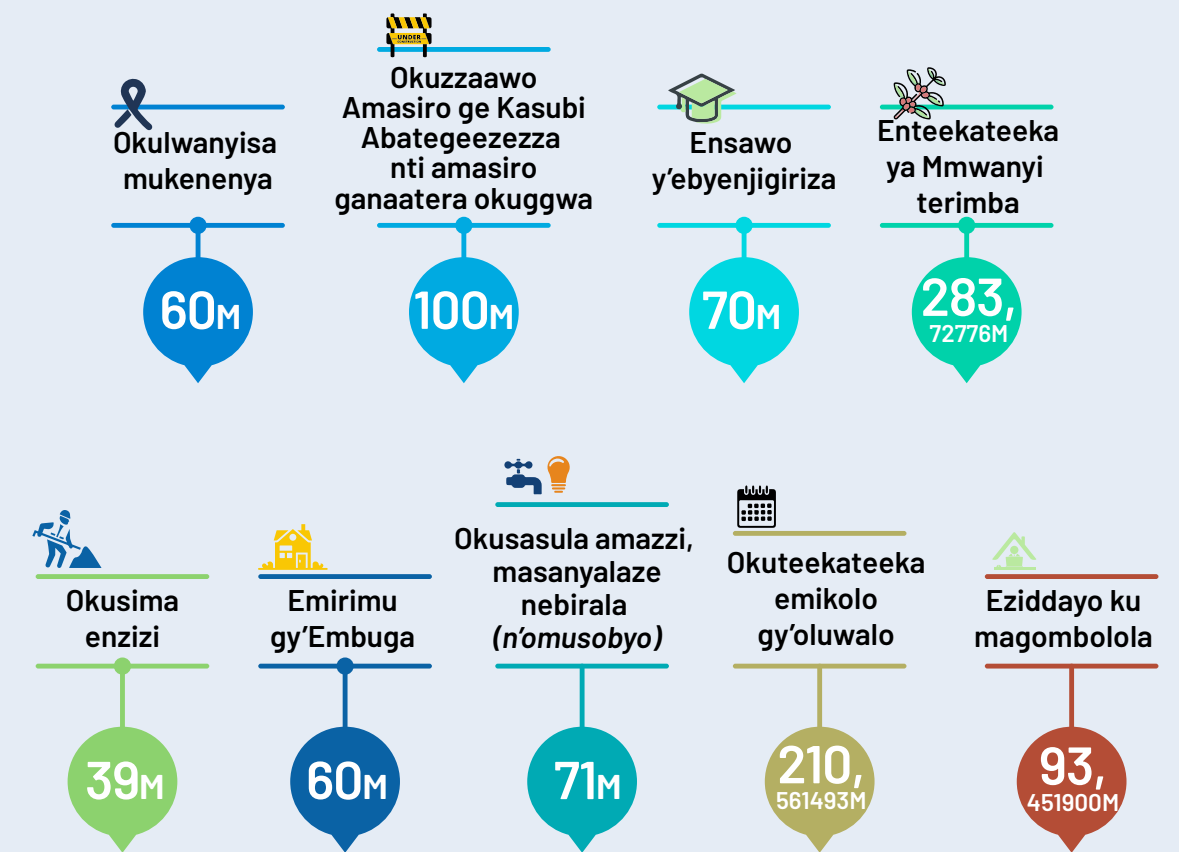 UNDER
CONSTRUCTION
Okulwanyisa
mukenenya
60M
Okuzzaawo
Amasiro ge Kasubi
Abategeezezza
nti amasiro
ganaatera okuggwa
100M
Ensawo
y’ebyenjigiriza
70M
Enteekateeka
ya Mmwanyi
terimba
283,
72776M
Okusima
enzizi
39M
Emirimu
gy’Embuga
60M
Okusasula amazzi,
masanyalaze
nebirala
(n’omusobyo)
71M
Okuteekateeka
emikolo
gy’oluwalo
210,
561493M
Eziddayo ku
magombolola
93,
451900M